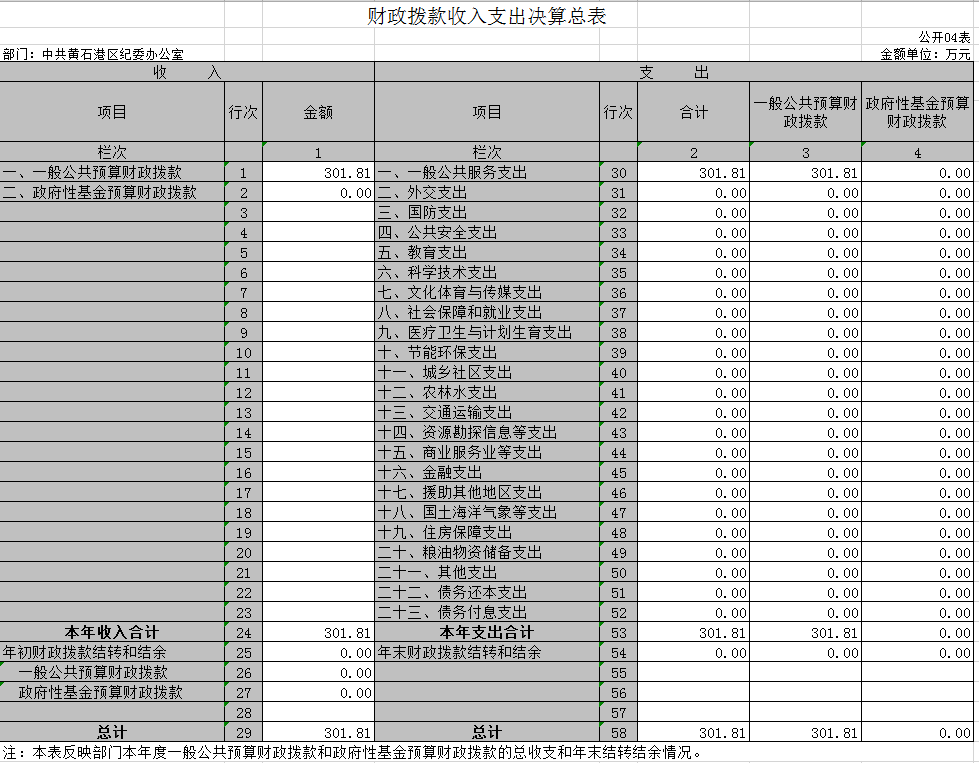 财政拨款收入支出决算总表
公开04表
部门：中共黄石港区纪委办公室 金额单位：万元
收 入 支 出
项目 行次 金额 项目 行次 合计 一般公共预算财政拨款 政府性基金预算财政拨款
栏次 1 栏次 2 3 4
一、一般公共预算财政拨款 1 301.81 一、一般公共服务支出 30 301.81 301.81 0.00
二、政府性基金预算财政拨款 2 0.00 二、外交支出 31 0.00 0.00 0.00
3 三、国防支出 32 0.00 0.00 0.00
4 四、公共安全支出 33 0.00 0.00 0.00
5 五、教育支出 34 0.00 0.00 0.00
6 六、科学技术支出 35 0.00 0.00 0.00
7 七、文化体育与传媒支出 36 0.00 0.00 0.00
8 八、社会保障和就业支出 37 0.00 0.00 0.00
9 九、医疗卫生与计划生育支出 38 0.00 0.00 0.00
10 十、节能环保支出 39 0.00 0.00 0.00
11 十一、城乡社区支出 40 0.00 0.00 0.00
12 十二、农林水支出 41 0.00 0.00 0.00
13 十三、交通运输支出 42 0.00 0.00 0.00
14 十四、资源勘探信息等支出 43 0.00 0.00 0.00
15 十五、商业服务业等支出 44 0.00 0.00 0.00
16 十六、金融支出 45 0.00 0.00 0.00
17 十七、援助其他地区支出 46 0.00 0.00 0.00
18 十八、国土海洋气象等支出 47 0.00 0.00 0.00
19 十九、住房保障支出 48 0.00 0.00 0.00
20 二十、粮油物资储备支出 49 0.00 0.00 0.00
21 二十一、其他支出 50 0.00 0.00 0.00
22 二十二、债务还本支出 51 0.00 0.00 0.00
23 二十三、债务付息支出 52 0.00 0.00 0.00
本年收入合计 24 301.81 本年支出合计 53 301.81 301.81 0.00
年初财政拨款结转和结余 25 0.00 年末财政拨款结转和结余 54 0.00 0.00 0.00
一般公共预算财政拨款 26 0.00 55
政府性基金预算财政拨款 27 0.00 56
28 57
总计 29 301.81 总计 58 301.81 301.81 0.00
注：本表反映部门本年度一般公共预算财政拨款和政府性基金预算财政拨款的总收支和年末结转结余情况。